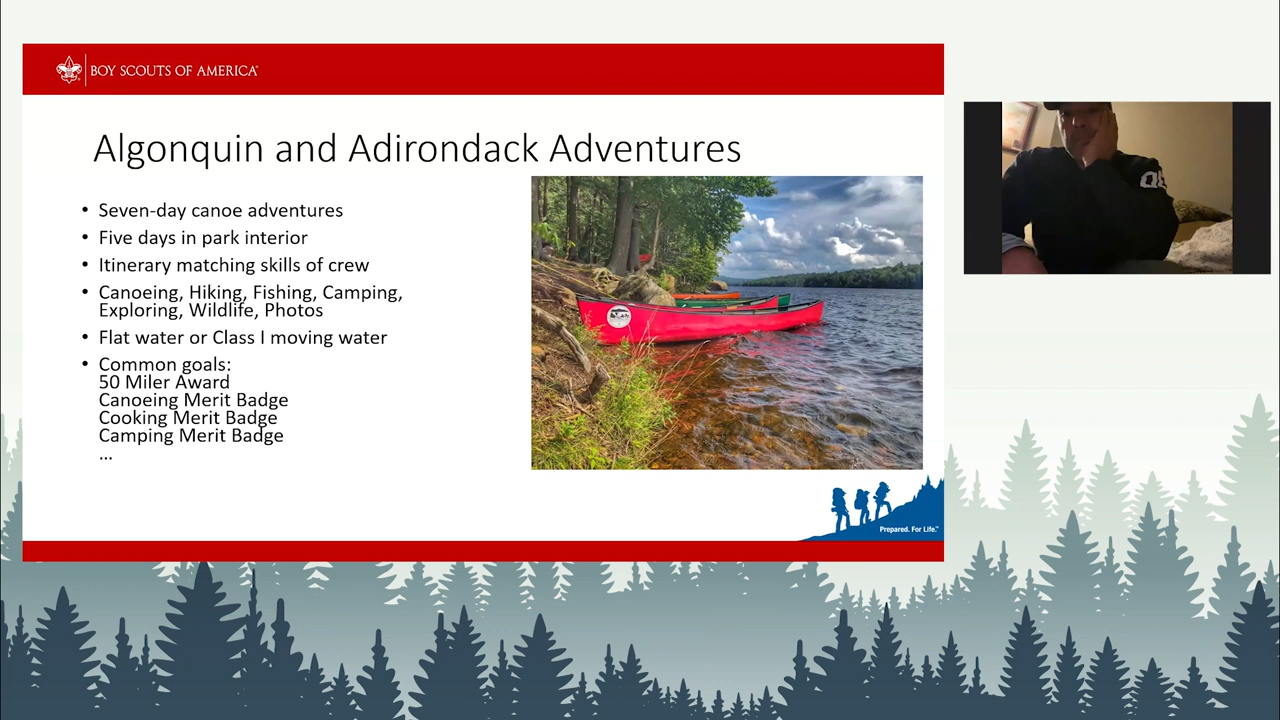 BOY SCOUTS OF AMERICA®
Algonquin and Adirondack Adventures
• Seven-day canoe adventures
• Five days in park interior
• Itinerary matching skills of crew
• Canoeing, Hiking, Fishing, Camping,
Exploring, Wildlife, Photos
• Flat water or Class I moving water
• Common goals:
50 Miler Award
Canoeing Merit Badge
Cooking Merit Badge
Camping Merit Badge
...
Prepared. For Life.™